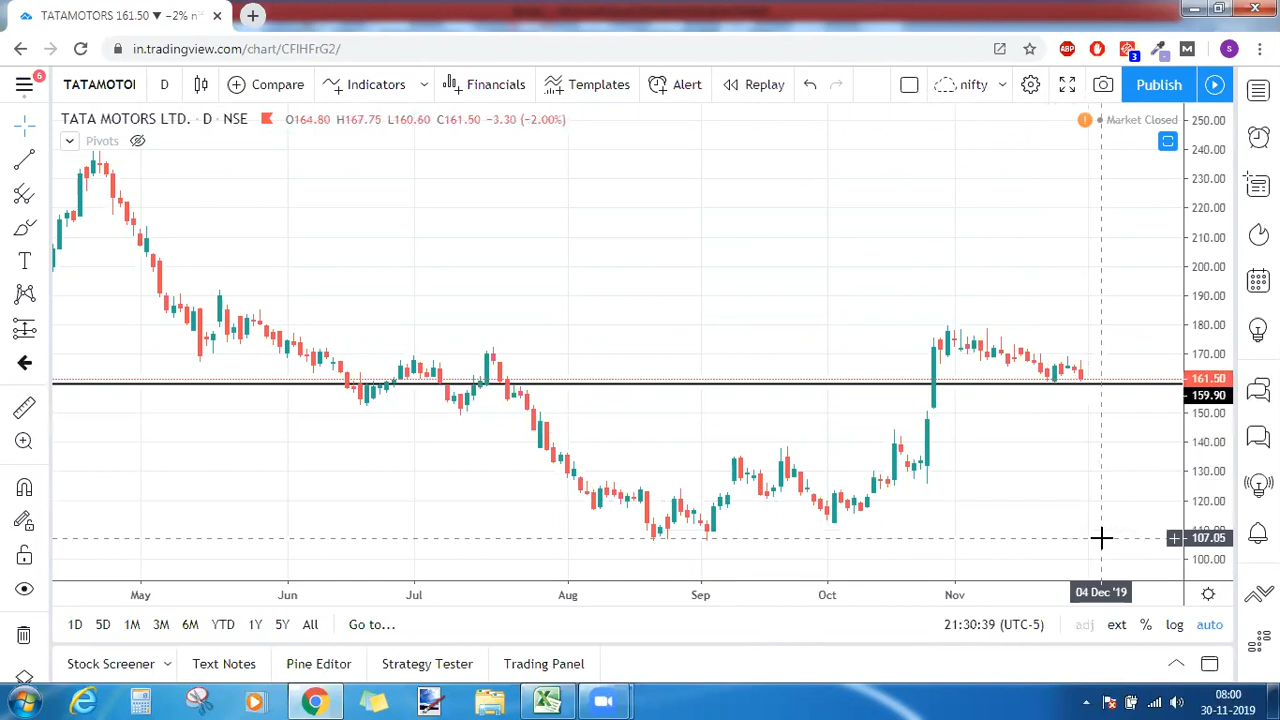 TATAMOTORS 161.50 ▼ −2% n
in.tradingview.com/chart/CFIHFrG2/
ABP
3
M
S
6
TATAMOTOI
D
Compare
Indicators
Financials
Templates
Alert
Replay
nifty
Publish
TATA MOTORS LTD. • D • NSE
O164.80 H167.75 L160.60 C161.50 −3.30 (−2.00%)
Market Closed
Pivots
250.00
240.00
230.00
220.00
210.00
200.00
190.00
180.00
170.00
161.50
159.90
150.00
140.00
130.00
120.00
110.00
107.05
100.00
May
Jun
Jul
Aug
Sep
Oct
Nov
04 Dec '19
1D 5D 1M 3M 6M YTD 1Y 5Y All Go to...
21:30:39 (UTC-5)
adj ext % log auto
Stock Screener
Text Notes
Pine Editor
Strategy Tester
Trading Panel
08:00
30-11-2019